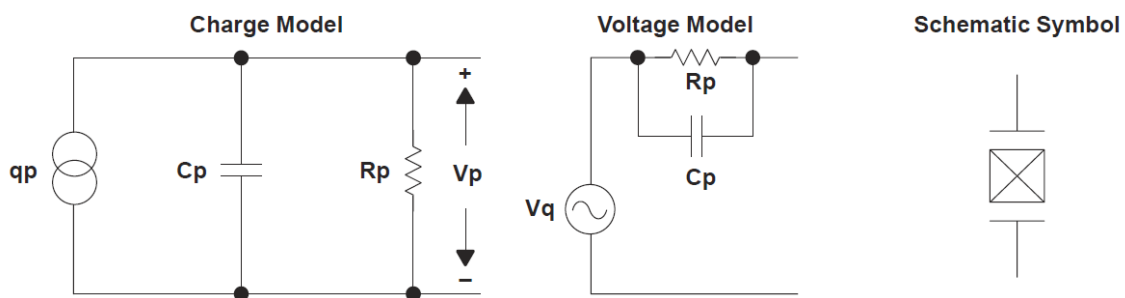 Charge Model
Voltage Model
Schematic Symbol
qp
Cp
Rp
+
Vp
−
Vq
Rp
Cp